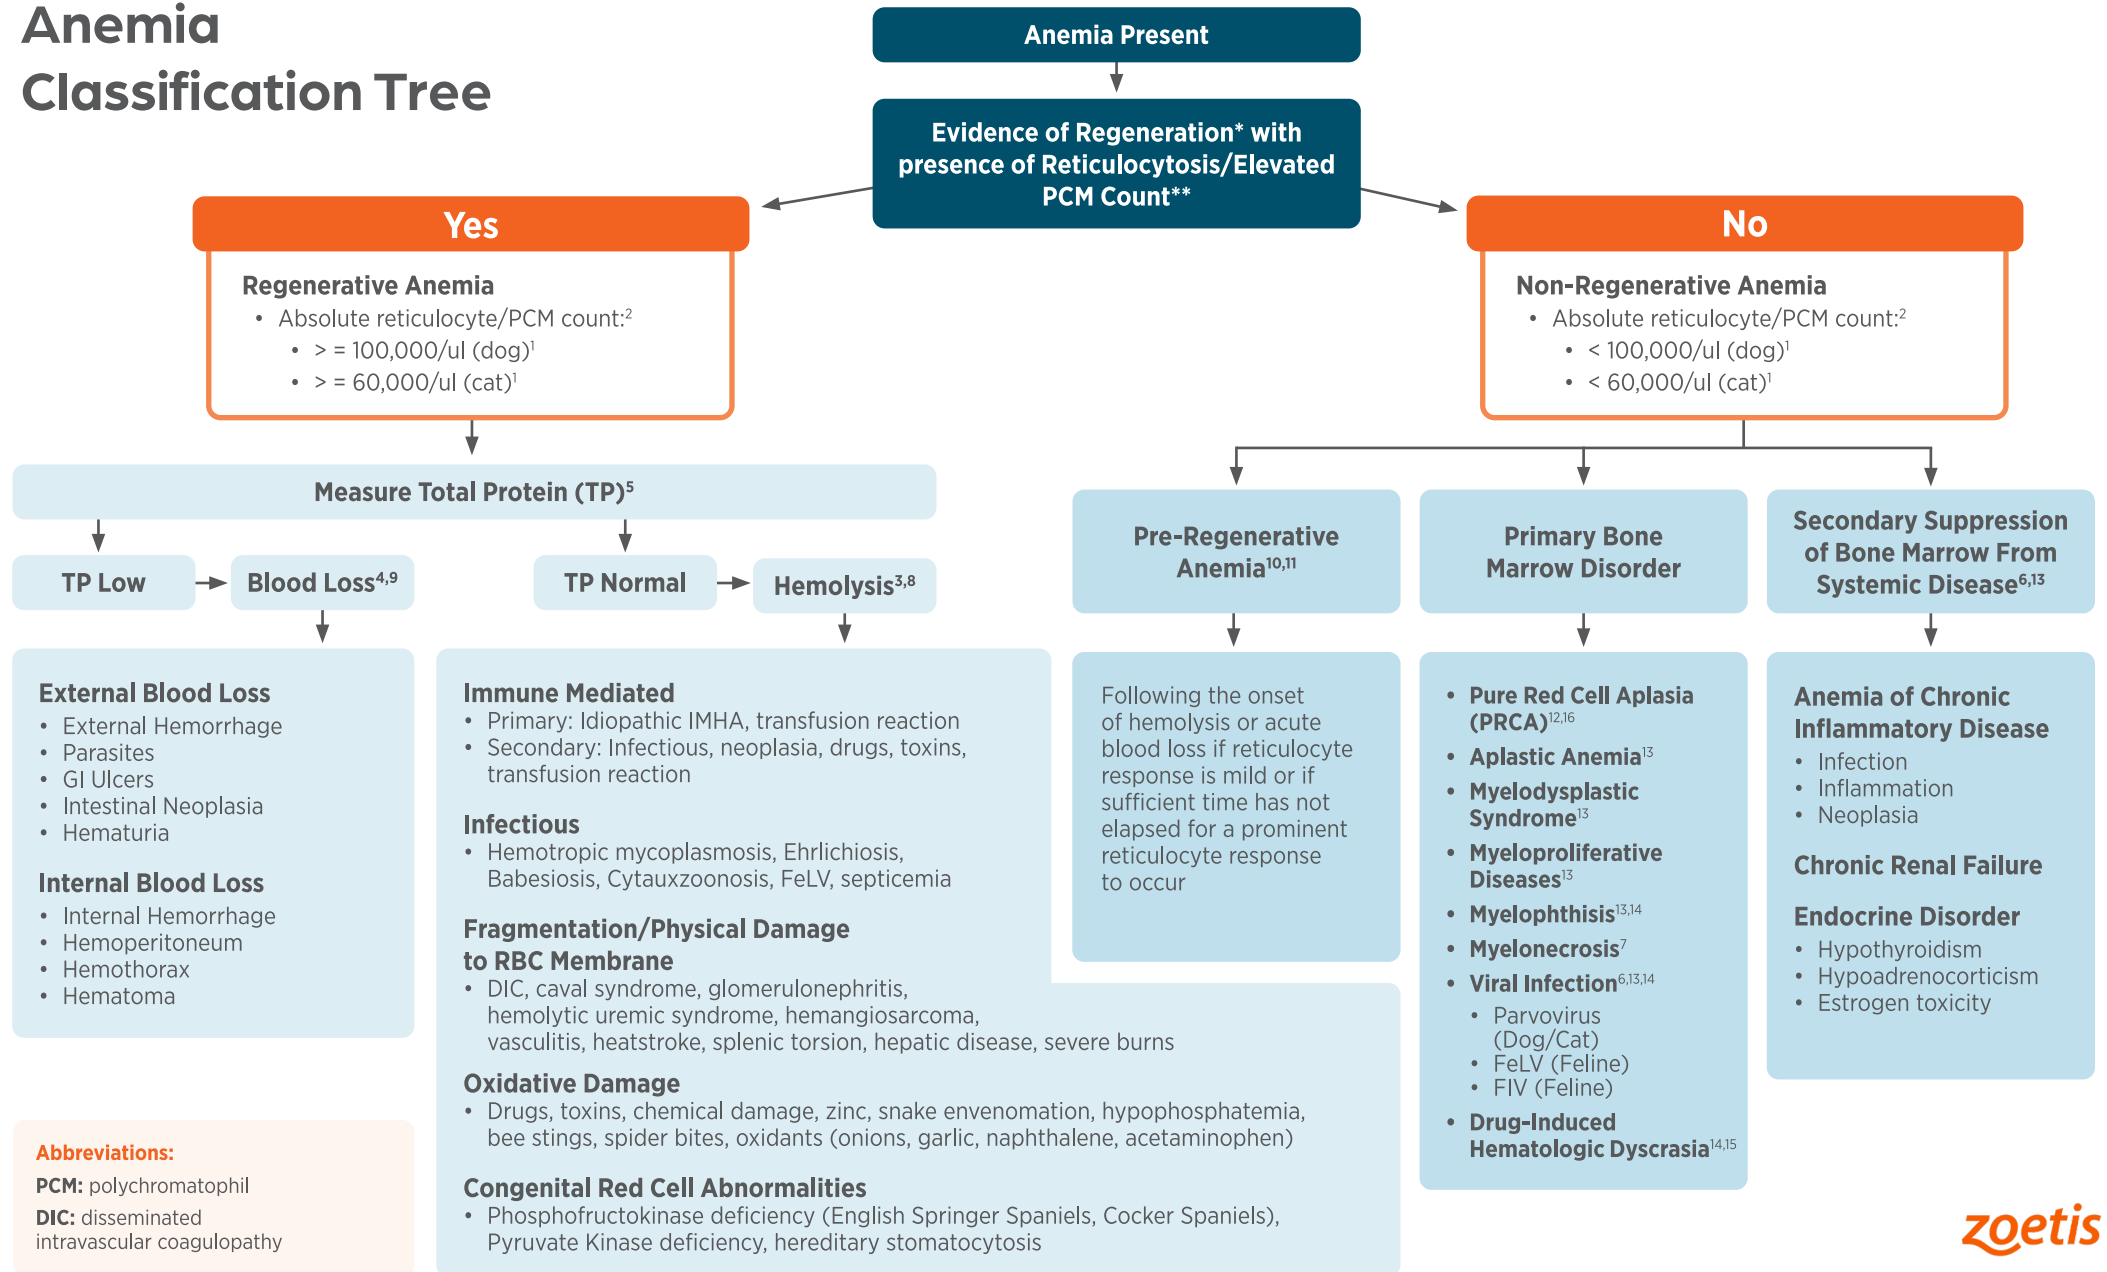 Anemia
Classification Tree
Anemia Present
Evidence of Regeneration* with
presence of Reticulocytosis/Elevated
PCM Count**
Yes
Regenerative Anemia
• Absolute reticulocyte/PCM count:²
• > = 100,000/ul (dog)¹
• > = 60,000/ul (cat)¹
No
Non-Regenerative Anemia
• Absolute reticulocyte/PCM count:²
• < 100,000/ul (dog)¹
• < 60,000/ul (cat)¹
Measure Total Protein (TP)⁵
TP Low
Blood Loss⁴,⁹
TP Normal
Hemolysis³,⁸
External Blood Loss
• External Hemorrhage
• Parasites
• GI Ulcers
• Intestinal Neoplasia
• Hematuria
Internal Blood Loss
• Internal Hemorrhage
• Hemoperitoneum
• Hemothorax
• Hematoma
Immune Mediated
• Primary: Idiopathic IMHA, transfusion reaction
• Secondary: Infectious, neoplasia, drugs, toxins,
transfusion reaction
Infectious
• Hemotropic mycoplasmosis, Ehrlichiosis,
Babesiosis, Cytauxzoonosis, FeLV, septicemia
Fragmentation/Physical Damage
to RBC Membrane
• DIC, caval syndrome, glomerulonephritis,
hemolytic uremic syndrome, hemangiosarcoma,
vasculitis, heatstroke, splenic torsion, hepatic disease, severe burns
Oxidative Damage
• Drugs, toxins, chemical damage, zinc, snake envenomation, hypophosphatemia,
bee stings, spider bites, oxidants (onions, garlic, naphthalene, acetaminophen)
Congenital Red Cell Abnormalities
• Phosphofructokinase deficiency (English Springer Spaniels, Cocker Spaniels),
Pyruvate Kinase deficiency, hereditary stomatocytosis
Pre-Regenerative
Anemia¹⁰,¹¹
Following the onset
of hemolysis or acute
blood loss if reticulocyte
response is mild or if
sufficient time has not
elapsed for a prominent
reticulocyte response
to occur
Primary Bone
Marrow Disorder
• Pure Red Cell Aplasia
(PRCA)¹²,¹⁶
• Aplastic Anemia¹³
• Myelodysplastic
Syndrome¹³
• Myeloproliferative
Diseases¹³
• Myelophthisis¹³,¹⁴
• Myelonecrosis⁷
• Viral Infection⁶,¹³,¹⁴
• Parvovirus
(Dog/Cat)
• FeLV (Feline)
• FIV (Feline)
• Drug-Induced
Hematologic Dyscrasia¹⁴,¹⁵
Secondary Suppression
of Bone Marrow From
Systemic Disease⁶,¹³
Anemia of Chronic
Inflammatory Disease
• Infection
• Inflammation
• Neoplasia
Chronic Renal Failure
Endocrine Disorder
• Hypothyroidism
• Hypoadrenocorticism
• Estrogen toxicity
Abbreviations:
PCM: polychromatophil
DIC: disseminated
intravascular coagulopathy
zoetis